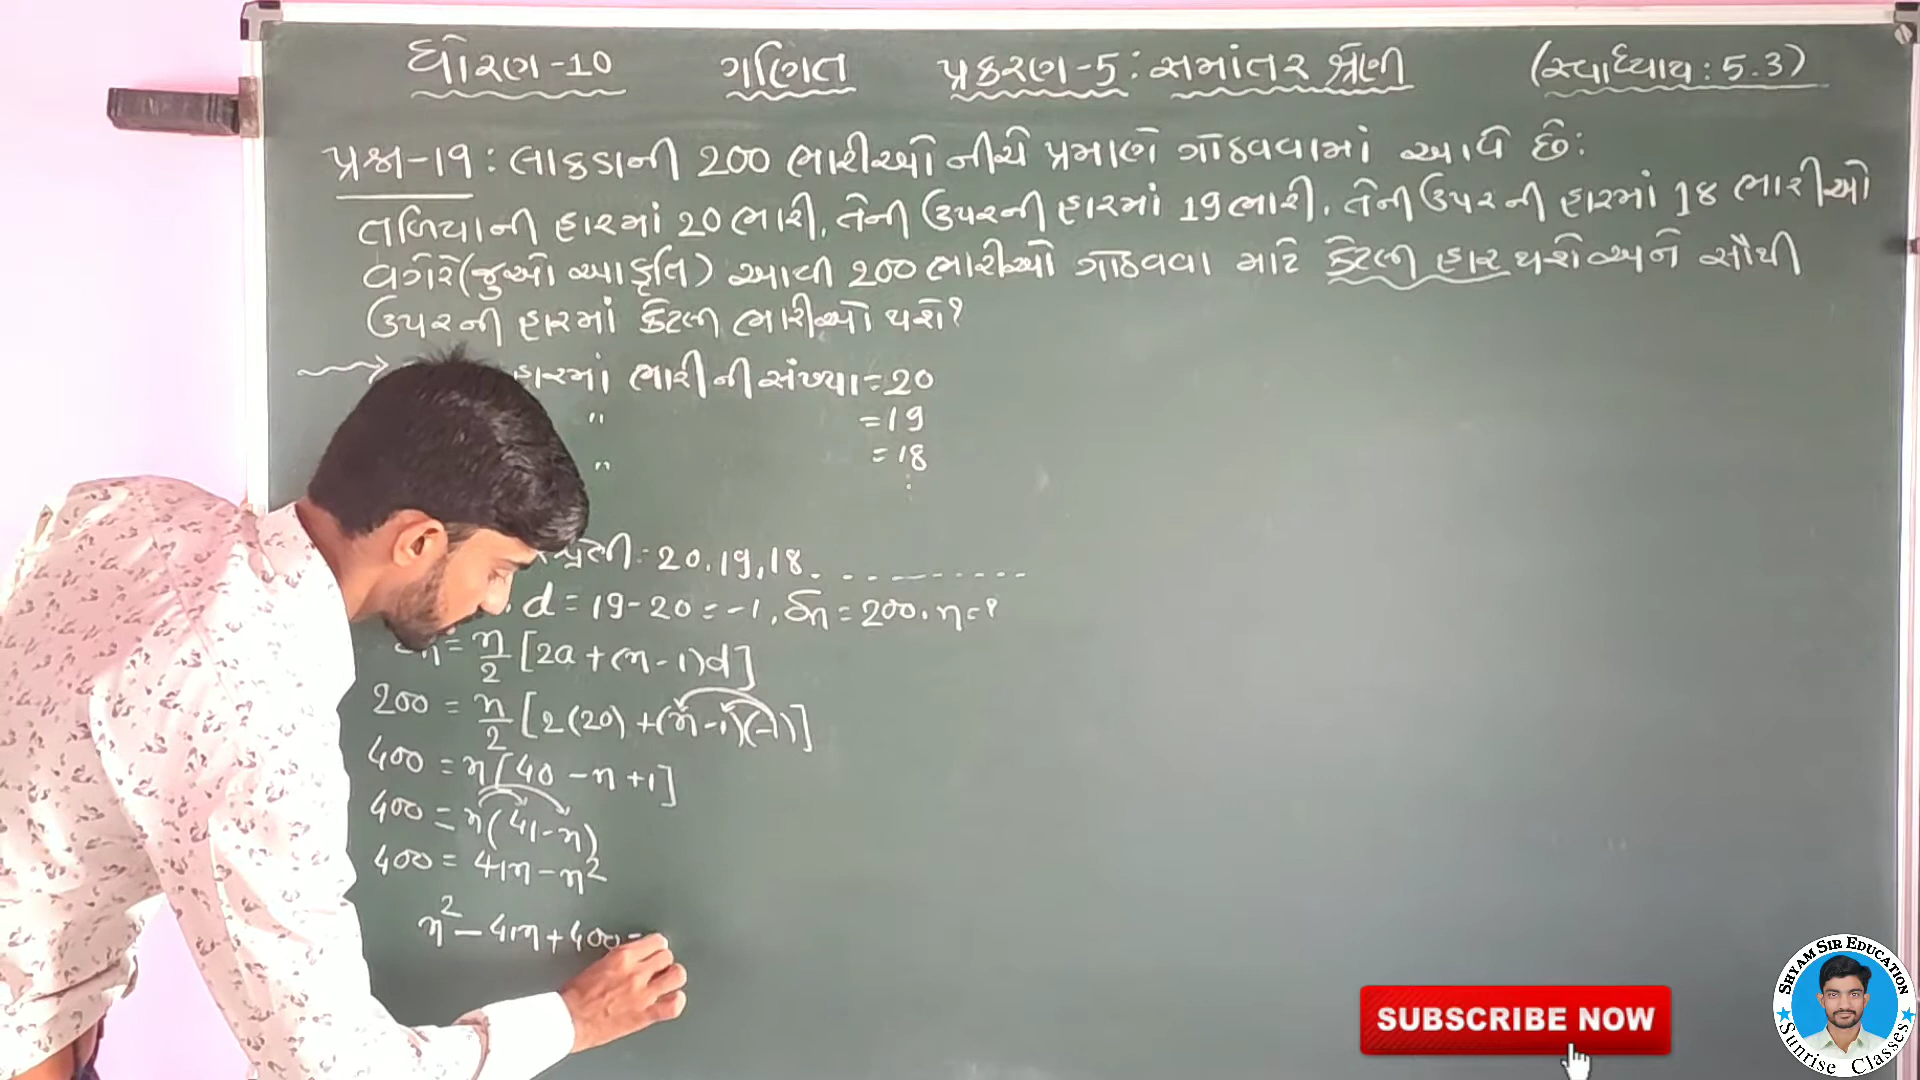 ધોરણ-10 ગણિત પ્રકરણ-5: સમાંતર શ્રેણી (સ્વાધ્યાય: 5.3)
પ્રશ્ન-19: લાકડાની 200 ભારીઓ નીચે પ્રમાણે ગોઠવવામાં આવે છે:
તળિયાની હારમાં 20 ભારી, તેની ઉપરની હારમાં 19 ભારી, તેની ઉપરની હારમાં 18 ભારીઓ
વગેરે (જુઓ આકૃતિ) આવી 200 ભારીઓ ગોઠવવા માટે કેટલી હાર થશે અને સૌથી
ઉપરની હારમાં કેટલી ભારીઓ થશે?
હારમાં ભારીની સંખ્યા = 20
" = 19
" = 18
: 20, 19, 18, ..........
d = 19 - 20 = -1, Sn = 200, n = ?
= n/2 [2a + (n - 1)d]
200 = n/2 [2(20) + (n - 1)(-1)]
400 = n[40 - n + 1]
400 = n(41 - n)
400 = 41n - n²
n² - 41n + 400 =
SUBSCRIBE NOW
SHYAM SIR EDUCATION
Sunrise Classes